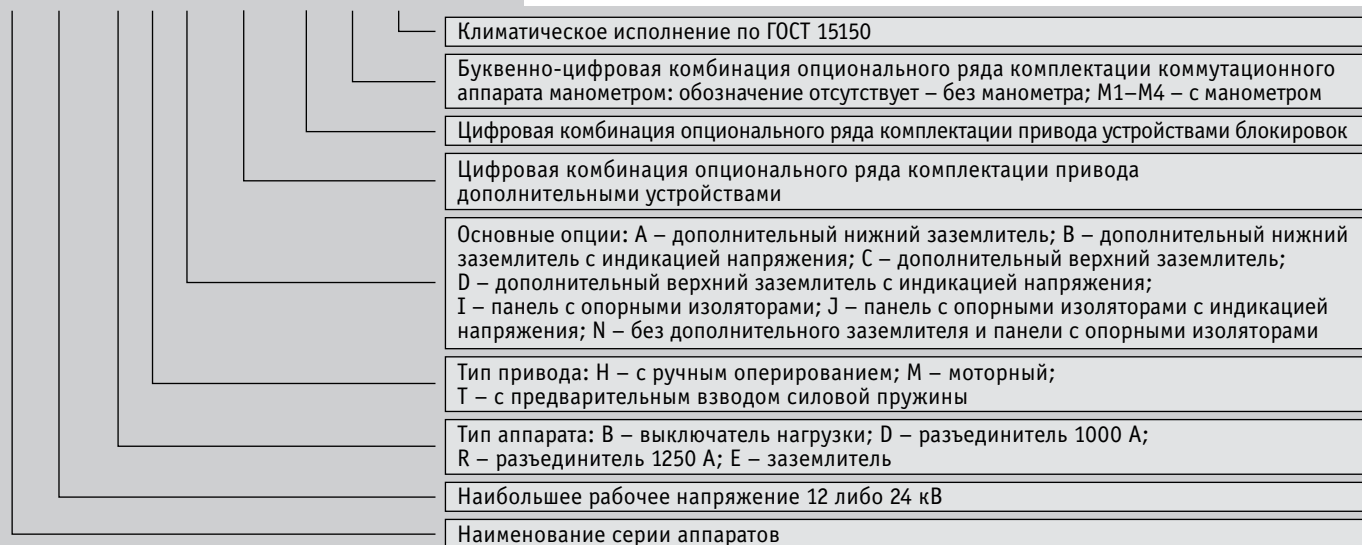 Климатическое исполнение по ГОСТ 15150
Буквенно-цифровая комбинация опционального ряда комплектации коммутационного
аппарата манометром: обозначение отсутствует – без манометра; М1–М4 – с манометром
Цифровая комбинация опционального ряда комплектации привода устройствами блокировок
Цифровая комбинация опционального ряда комплектации привода
дополнительными устройствами
Основные опции: A – дополнительный нижний заземлитель; B – дополнительный нижний
заземлитель с индикацией напряжения; C – дополнительный верхний заземлитель;
D – дополнительный верхний заземлитель с индикацией напряжения;
I – панель с опорными изоляторами; J – панель с опорными изоляторами с индикацией
напряжения; N – без дополнительного заземлителя и панели с опорными изоляторами
Тип привода: H – с ручным оперированием; M – моторный;
T – с предварительным взводом силовой пружины
Тип аппарата: B – выключатель нагрузки; D – разъединитель 1000 А;
R – разъединитель 1250 А; E – заземлитель
Наибольшее рабочее напряжение 12 либо 24 кВ
Наименование серии аппаратов